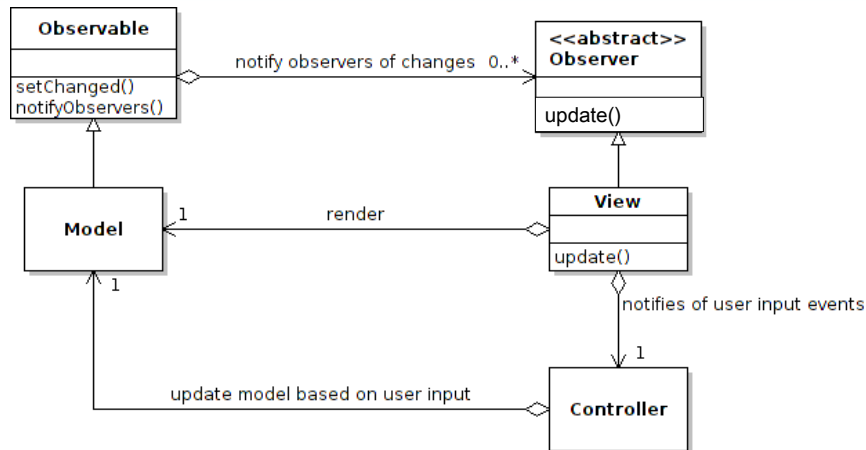 Observable
setChanged()
notifyObservers()
notify observers of changes 0..*
<<abstract>>
Observer
update()
Model
1
render
View
update()
notifies of user input events
1
1
update model based on user input
Controller